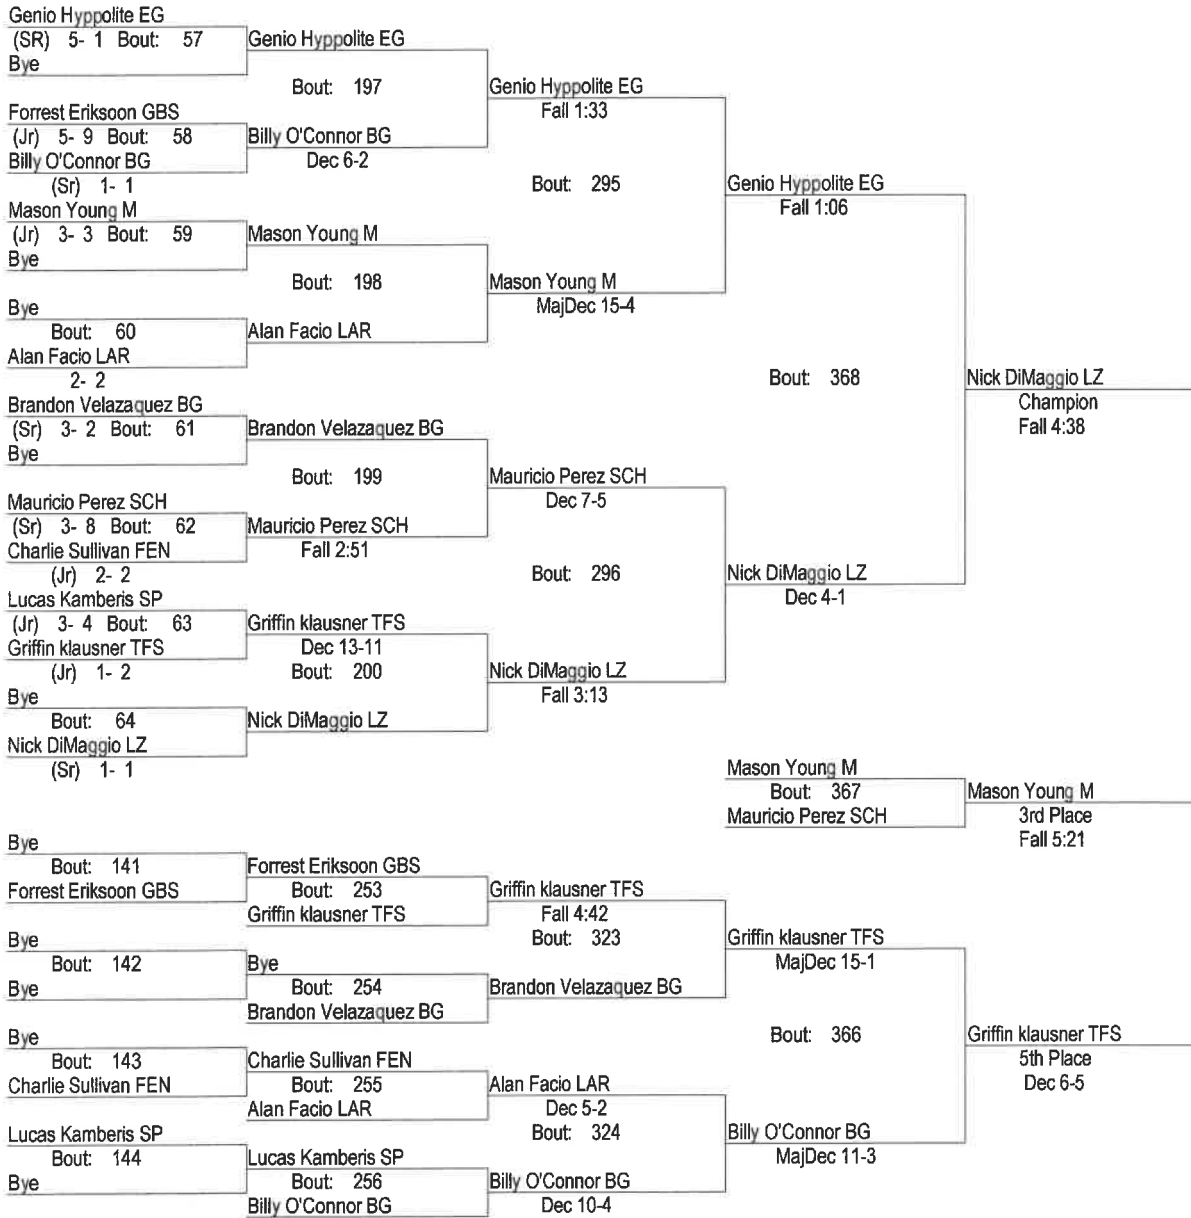 Genio Hyppolite EG
(SR) 5- 1 Bout: 57
Bye
Genio Hyppolite EG
Bout: 197
Genio Hyppolite EG
Fall 1:33
Forrest Eriksoon GBS
(Jr) 5- 9 Bout: 58
Billy O'Connor BG
(Sr) 1- 1
Billy O'Connor BG
Dec 6-2
Bout: 295
Genio Hyppolite EG
Fall 1:06
Mason Young M
(Jr) 3- 3 Bout: 59
Bye
Mason Young M
Bout: 198
Mason Young M
MajDec 15-4
Bye
Bout: 60
Alan Facio LAR
2- 2
Alan Facio LAR
Bout: 368
Nick DiMaggio LZ
Champion
Fall 4:38
Brandon Velazaquez BG
(Sr) 3- 2 Bout: 61
Bye
Brandon Velazaquez BG
Bout: 199
Mauricio Perez SCH
Dec 7-5
Mauricio Perez SCH
(Sr) 3- 8 Bout: 62
Charlie Sullivan FEN
(Jr) 2- 2
Mauricio Perez SCH
Fall 2:51
Bout: 296
Nick DiMaggio LZ
Dec 4-1
Lucas Kamberis SP
(Jr) 3- 4 Bout: 63
Griffin klausner TFS
(Jr) 1- 2
Griffin klausner TFS
Dec 13-11
Bout: 200
Nick DiMaggio LZ
Fall 3:13
Bye
Bout: 64
Nick DiMaggio LZ
(Sr) 1- 1
Nick DiMaggio LZ
Mason Young M
Bout: 367
Mauricio Perez SCH
Mason Young M
3rd Place
Fall 5:21
Bye
Bout: 141
Forrest Eriksoon GBS
Forrest Eriksoon GBS
Bout: 253
Griffin klausner TFS
Griffin klausner TFS
Fall 4:42
Bout: 323
Griffin klausner TFS
MajDec 15-1
Bye
Bout: 142
Bye
Bye
Bout: 254
Brandon Velazaquez BG
Brandon Velazaquez BG
Bout: 366
Griffin klausner TFS
5th Place
Dec 6-5
Bye
Bout: 143
Charlie Sullivan FEN
Charlie Sullivan FEN
Bout: 255
Alan Facio LAR
Alan Facio LAR
Dec 5-2
Bout: 324
Billy O'Connor BG
MajDec 11-3
Lucas Kamberis SP
Bout: 144
Bye
Lucas Kamberis SP
Bout: 256
Billy O'Connor BG
Billy O'Connor BG
Dec 10-4